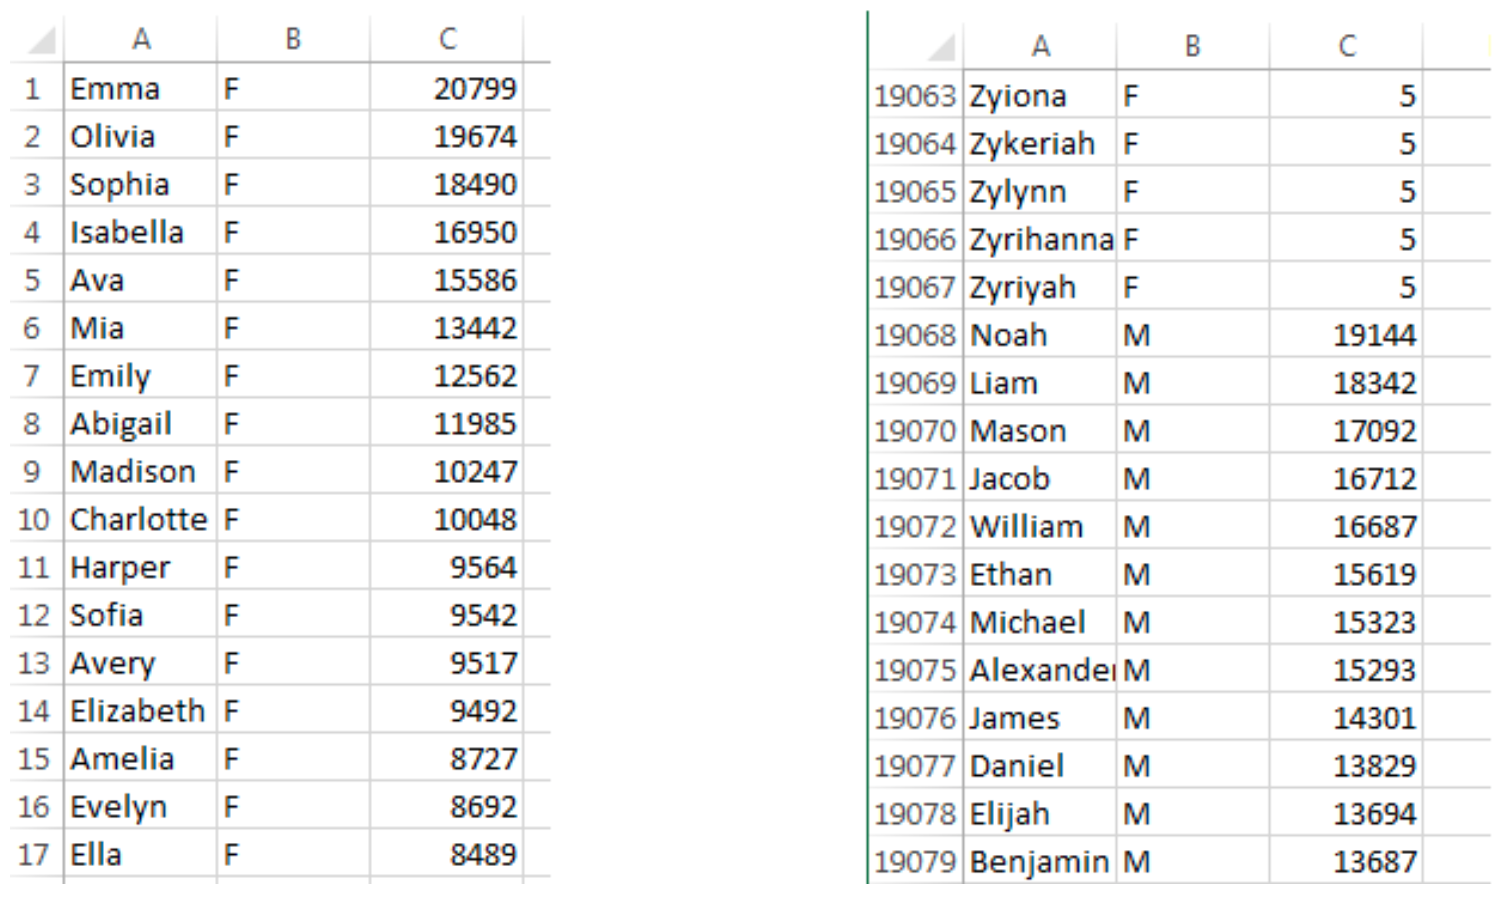 A B C
1 Emma F 20799
2 Olivia F 19674
3 Sophia F 18490
4 Isabella F 16950
5 Ava F 15586
6 Mia F 13442
7 Emily F 12562
8 Abigail F 11985
9 Madison F 10247
10 Charlotte F 10048
11 Harper F 9564
12 Sofia F 9542
13 Avery F 9517
14 Elizabeth F 9492
15 Amelia F 8727
16 Evelyn F 8692
17 Ella F 8489
A B C
19063 Zyiona F 5
19064 Zykeriah F 5
19065 Zylynn F 5
19066 Zyrihanna F 5
19067 Zyriyah F 5
19068 Noah M 19144
19069 Liam M 18342
19070 Mason M 17092
19071 Jacob M 16712
19072 William M 16687
19073 Ethan M 15619
19074 Michael M 15323
19075 Alexander M 15293
19076 James M 14301
19077 Daniel M 13829
19078 Elijah M 13694
19079 Benjamin M 13687